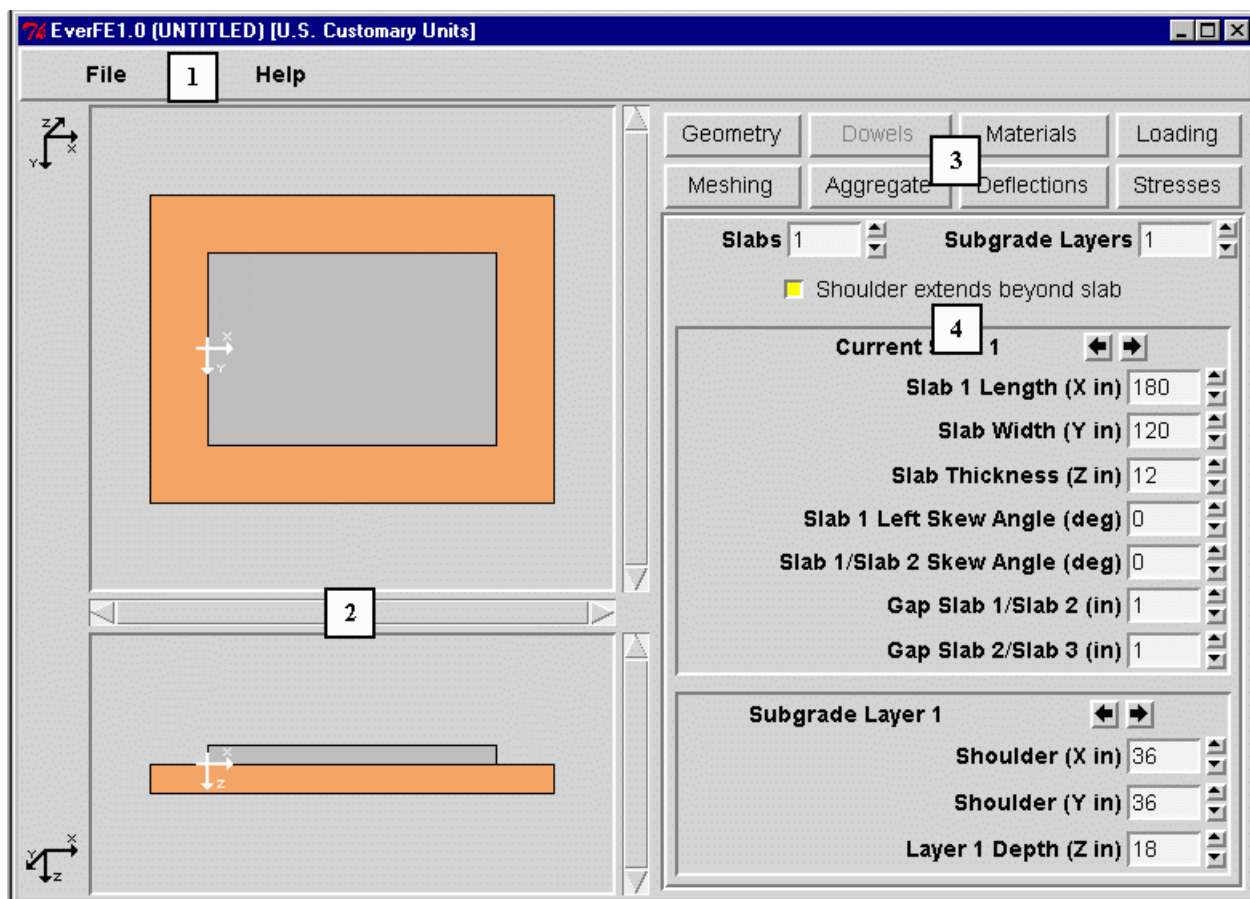 EverFE1.0 (UNTITLED) [U.S. Customary Units]
File 1 Help
Z X Y
Geometry Dowels Materials Loading
3
Meshing Aggregate Deflections Stresses
Slabs 1 Subgrade Layers 1
Shoulder extends beyond slab
4
Current S 1
Slab 1 Length (X in) 180
Slab Width (Y in) 120
Slab Thickness (Z in) 12
Slab 1 Left Skew Angle (deg) 0
Slab 1/Slab 2 Skew Angle (deg) 0
Gap Slab 1/Slab 2 (in) 1
Gap Slab 2/Slab 3 (in) 1
Subgrade Layer 1
Shoulder (X in) 36
Shoulder (Y in) 36
Layer 1 Depth (Z in) 18
X
Y
2
X
Z
X Y Z